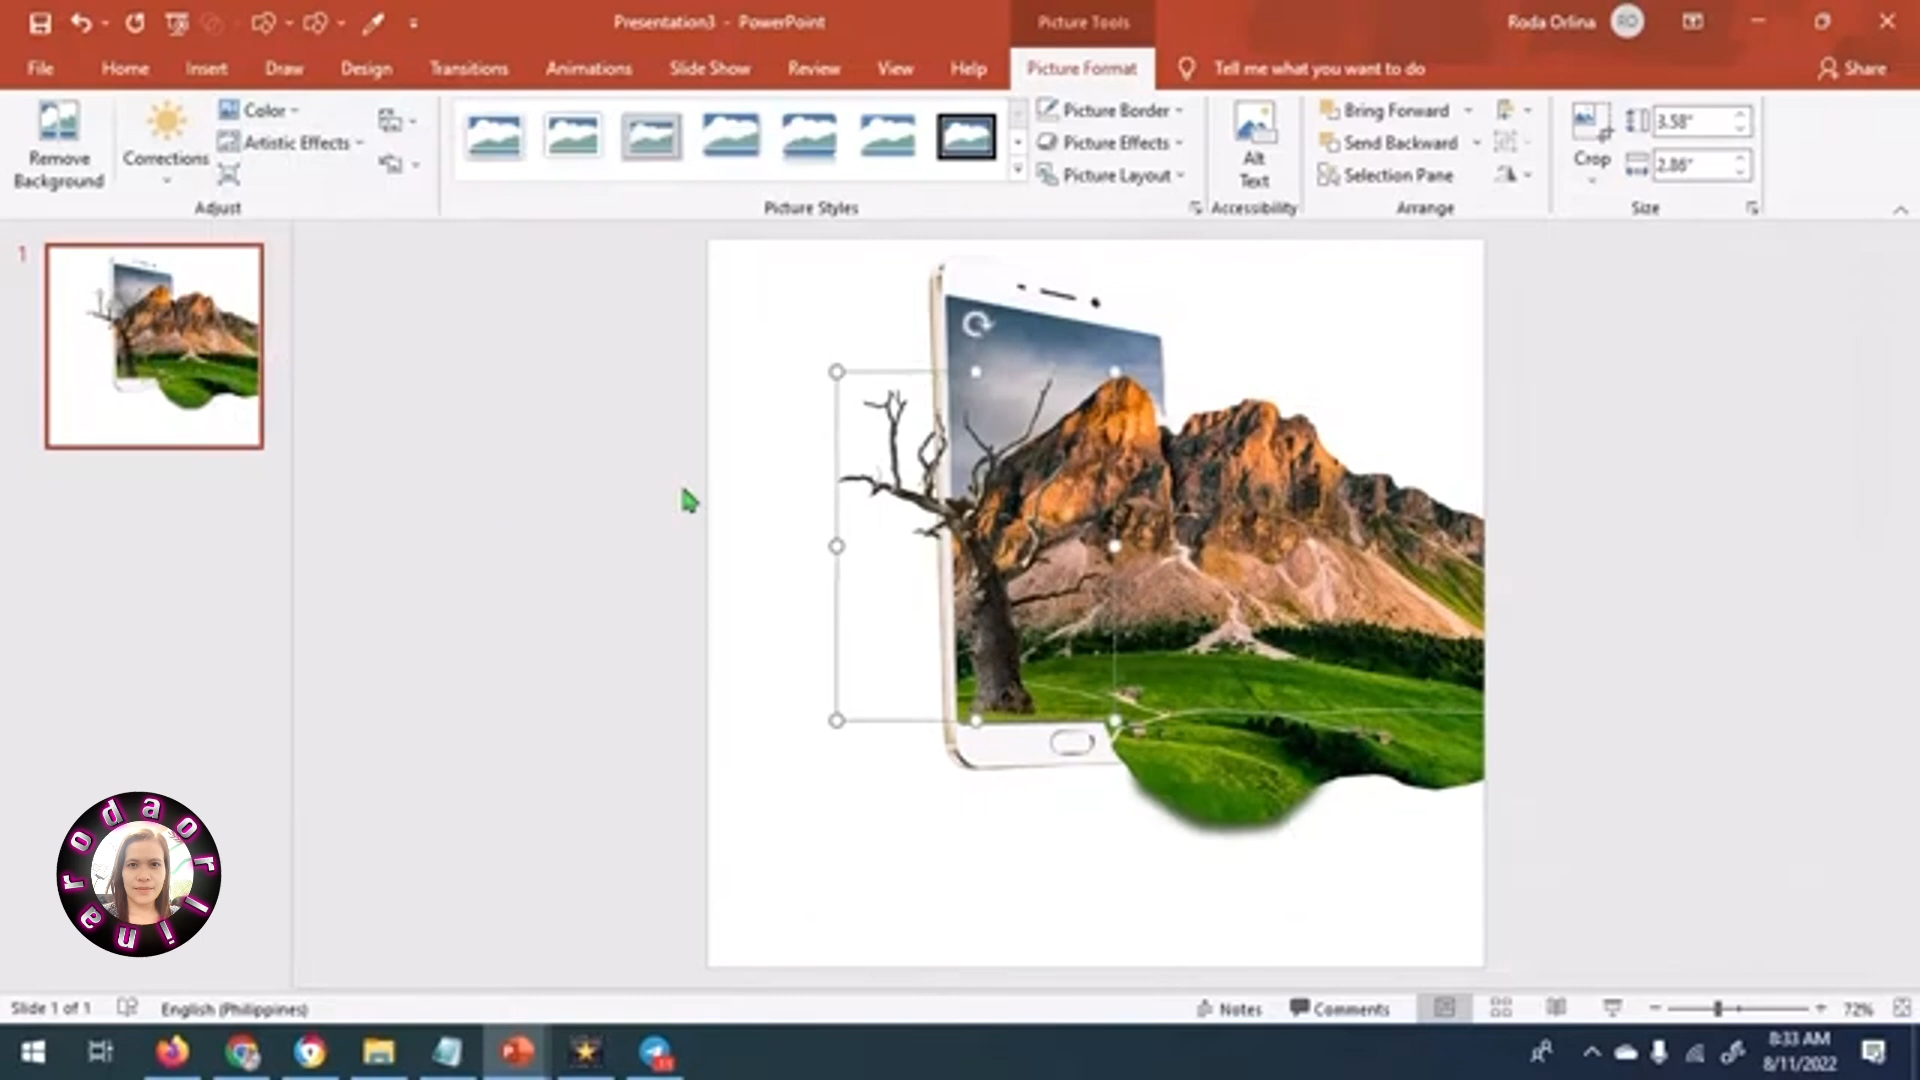 Presentation3 - PowerPoint
Picture Tools
Roda Orlina
RO
File
Home
Insert
Draw
Design
Transitions
Animations
Slide Show
Review
View
Help
Picture Format
Tell me what you want to do
Share
Remove Background
Corrections
Color
Artistic Effects
Adjust
Picture Styles
Picture Border
Picture Effects
Picture Layout
Alt Text
Accessibility
Bring Forward
Send Backward
Selection Pane
Arrange
Crop
3.58"
2.86"
Size
1
rodaorlina
Slide 1 of 1
English (Philippines)
Notes
Comments
72%
8:33 AM
8/11/2022